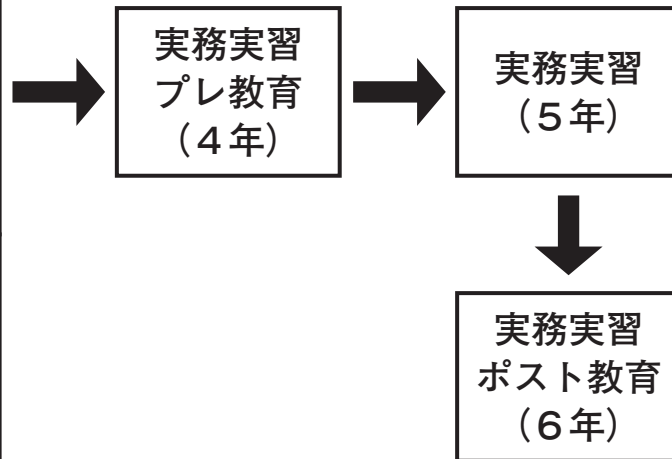 実務実習
プレ教育
（４年）
実務実習
（５年）
実務実習
ポスト教育
（６年）